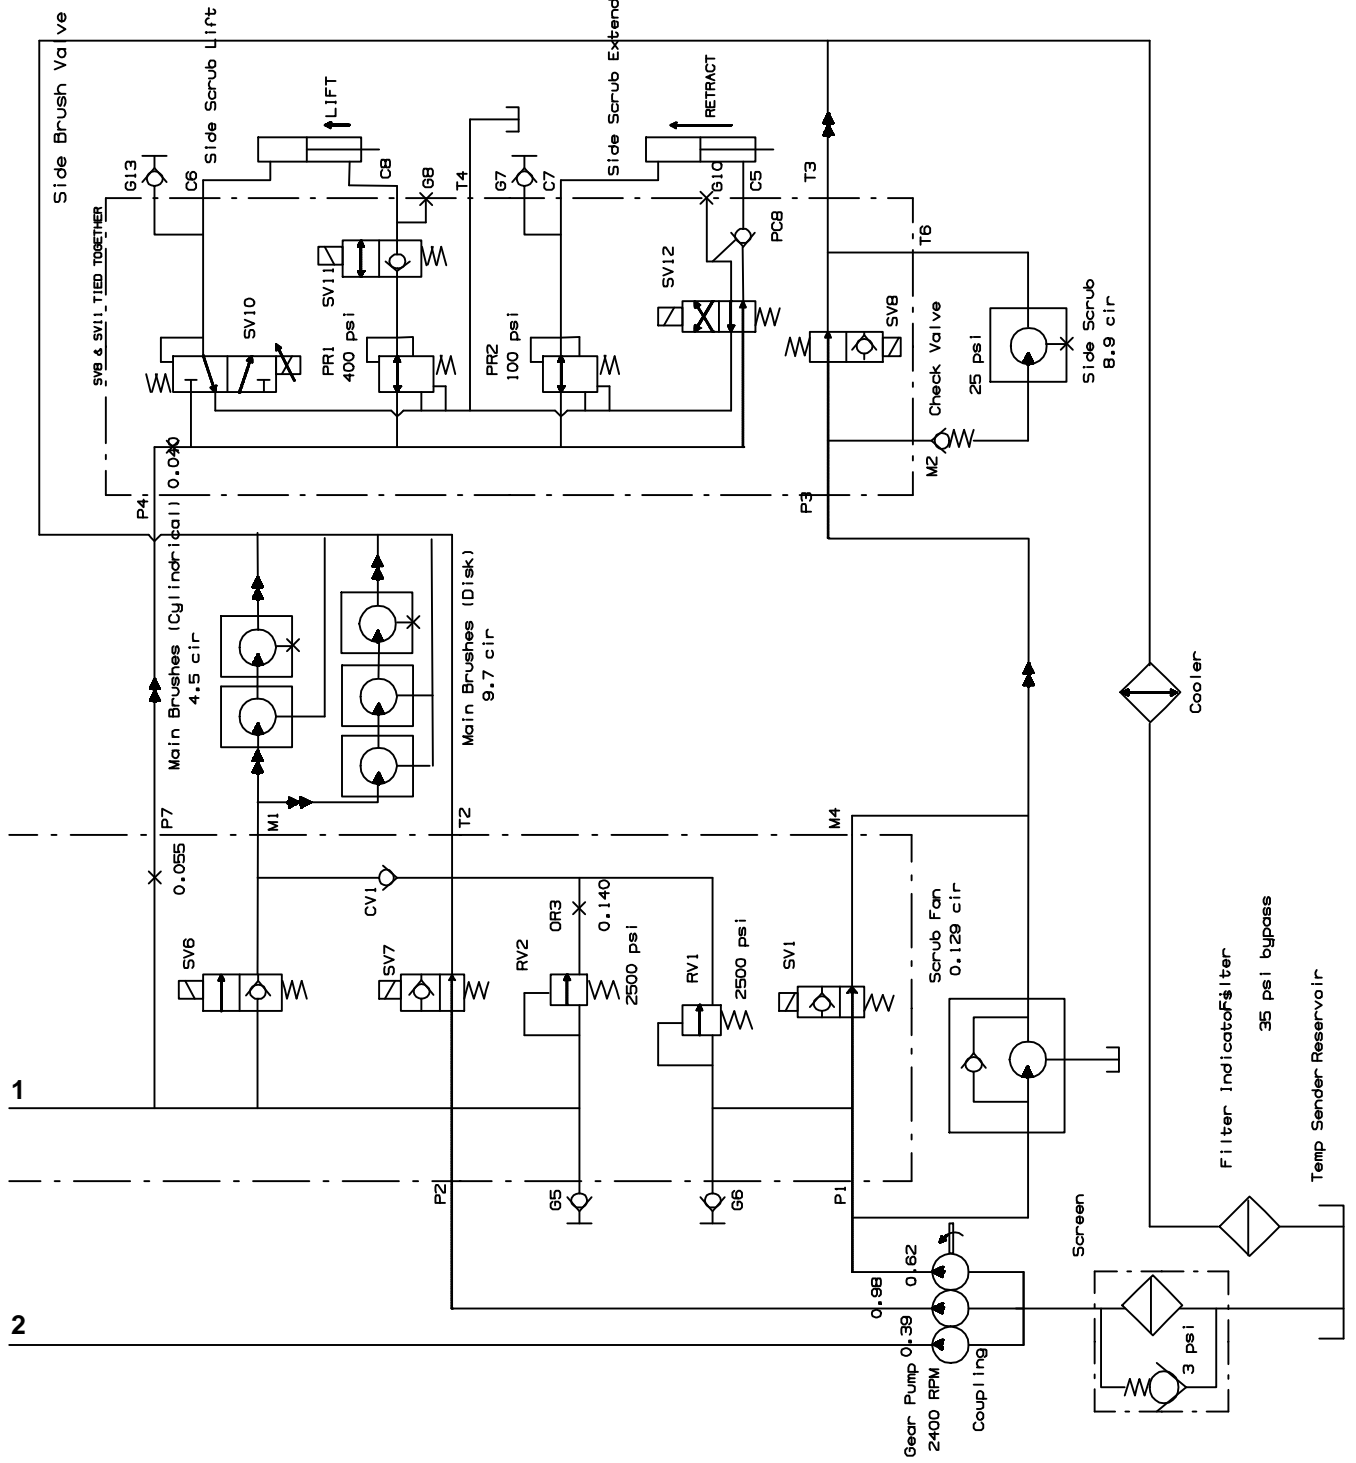 Side Brush Valve
Side Scrub Lift
Side Scrub Extend
LIFT
RETRACT
G13
C6
C8
G8
T4
G7
C7
G10
C5
T3
SV8 & SV11 TIED TOGETHER
SV10
SV11
PR1
400 psi
PR2
100 psi
SV12
PC8
T6
SV8
Check Valve
25 psi
Side Scrub
8.9 cir
M2
P4
0.040
P3
Main Brushes (Cylindrical)
4.5 cir
Main Brushes (Disk)
9.7 cir
Cooler
P7
M1
T2
M4
0.055
CV1
OR3
0.140
SV6
SV7
RV2
2500 psi
RV1
2500 psi
SV1
Scrub Fan
0.129 cir
1
P2
G5
G6
P1
2
0.62
0.98
Gear Pump 0.39
2400 RPM
Coupling
Screen
3 psi
Filter Indicator
Filter
35 psi bypass
Temp Sender Reservoir